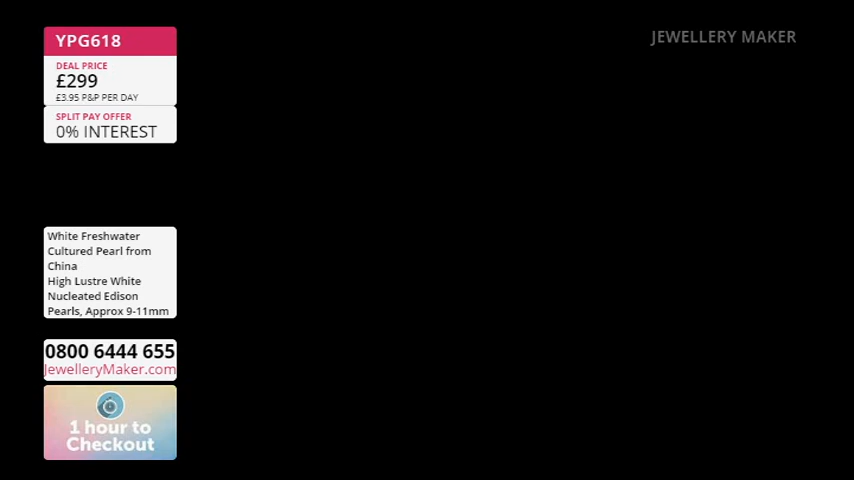 YPG618
JEWELLERY MAKER
DEAL PRICE
£299
£3.95 P&P PER DAY
SPLIT PAY OFFER
0% INTEREST
White Freshwater
Cultured Pearl from
China
High Lustre White
Nucleated Edison
Pearls, Approx 9-11mm
0800 6444 655
JewelleryMaker.com
1 hour to
Checkout